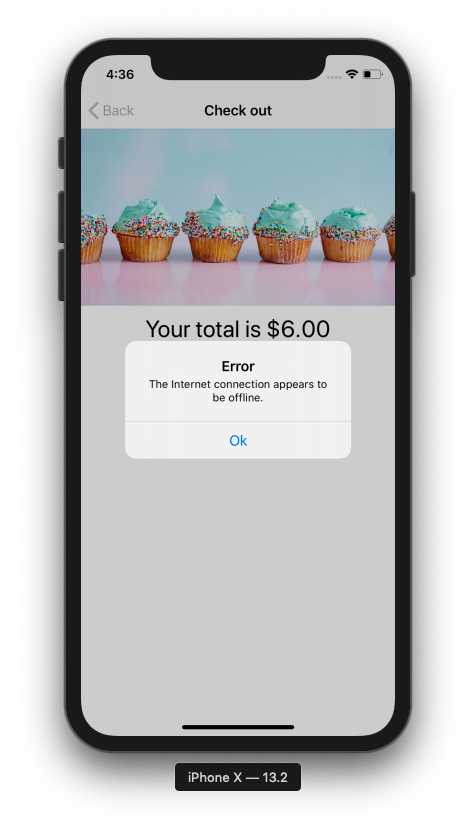 4:36
Back
Check out
Your total is $6.00
Error
The Internet connection appears to
be offline.
Ok
iPhone X — 13.2